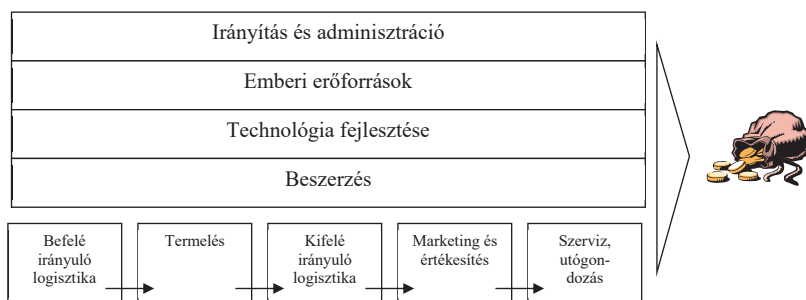 Irányítás és adminisztráció
Emberi erőforrások
Technológia fejlesztése
Beszerzés
Befelé
irányuló
logisztika
Termelés
Kifelé
irányuló
logisztika
Marketing és
értékesítés
Szerviz,
utógon-
dozás